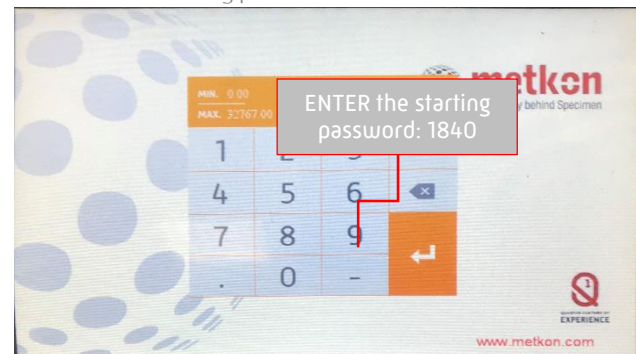 metkon
behind Specimen
MIN. 0.00
MAX. 32767.00
ENTER the starting
password: 1840
1
4 5 6
7 8 9
. 0 -
EXPERIENCE
www.metkon.com